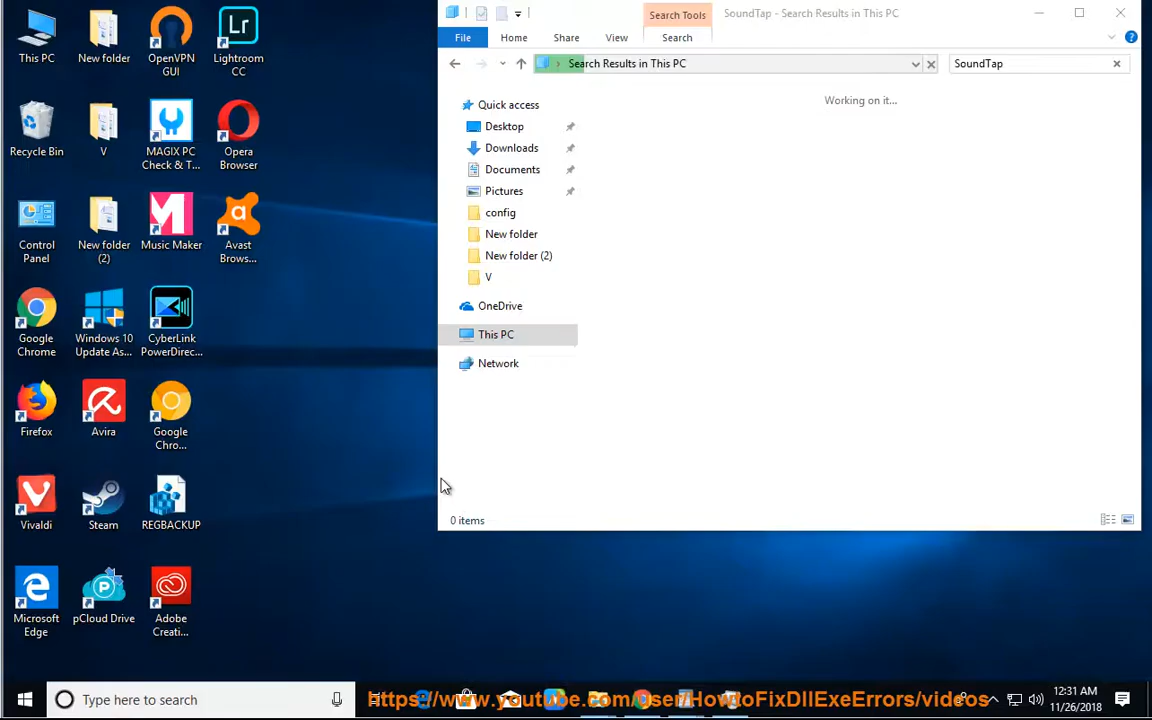 This PC
New folder
OpenVPN
GUI
Lightroom
CC
Recycle Bin
V
MAGIX PC
Check & T...
Opera
Browser
Control
Panel
New folder
(2)
Music Maker
Avast
Brows...
Google
Chrome
Windows 10
Update As...
CyberLink
PowerDirec...
Firefox
Avira
Google
Chro...
Vivaldi
Steam
REGBACKUP
Microsoft
Edge
pCloud Drive
Adobe
Creati...
Lr
Search Tools
SoundTap - Search Results in This PC
File
Home
Share
View
Search
Search Results in This PC
SoundTap
Working on it...
Quick access
Desktop
Downloads
Documents
Pictures
config
New folder
New folder (2)
V
OneDrive
This PC
Network
0 items
Type here to search
https://www.youtube.com/user/HowtoFixDllExeErrors/videos
12:31 AM
11/26/2018